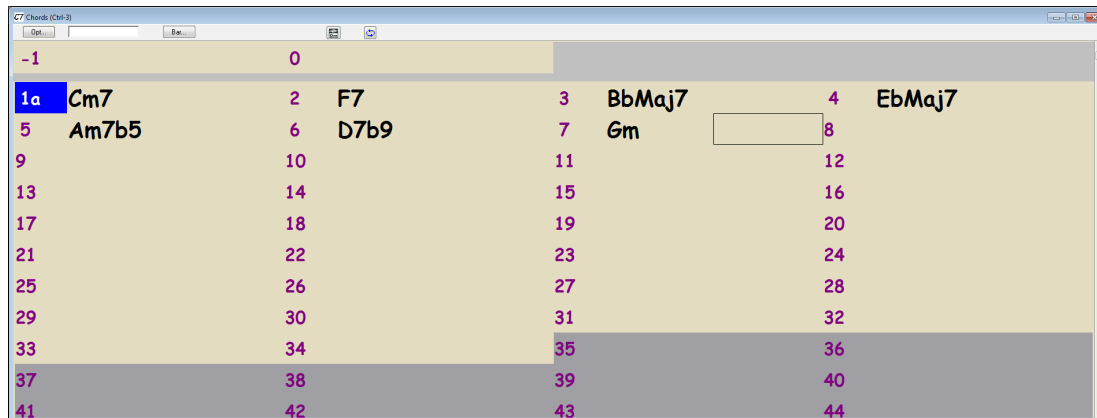 C7 Chords (Ctrl-3)
Opt... Bar...
-1 0
1a Cm7 2 F7 3 BbMaj7 4 EbMaj7
5 Am7b5 6 D7b9 7 Gm 8
9 10 11 12
13 14 15 16
17 18 19 20
21 22 23 24
25 26 27 28
29 30 31 32
33 34 35 36
37 38 39 40
41 42 43 44